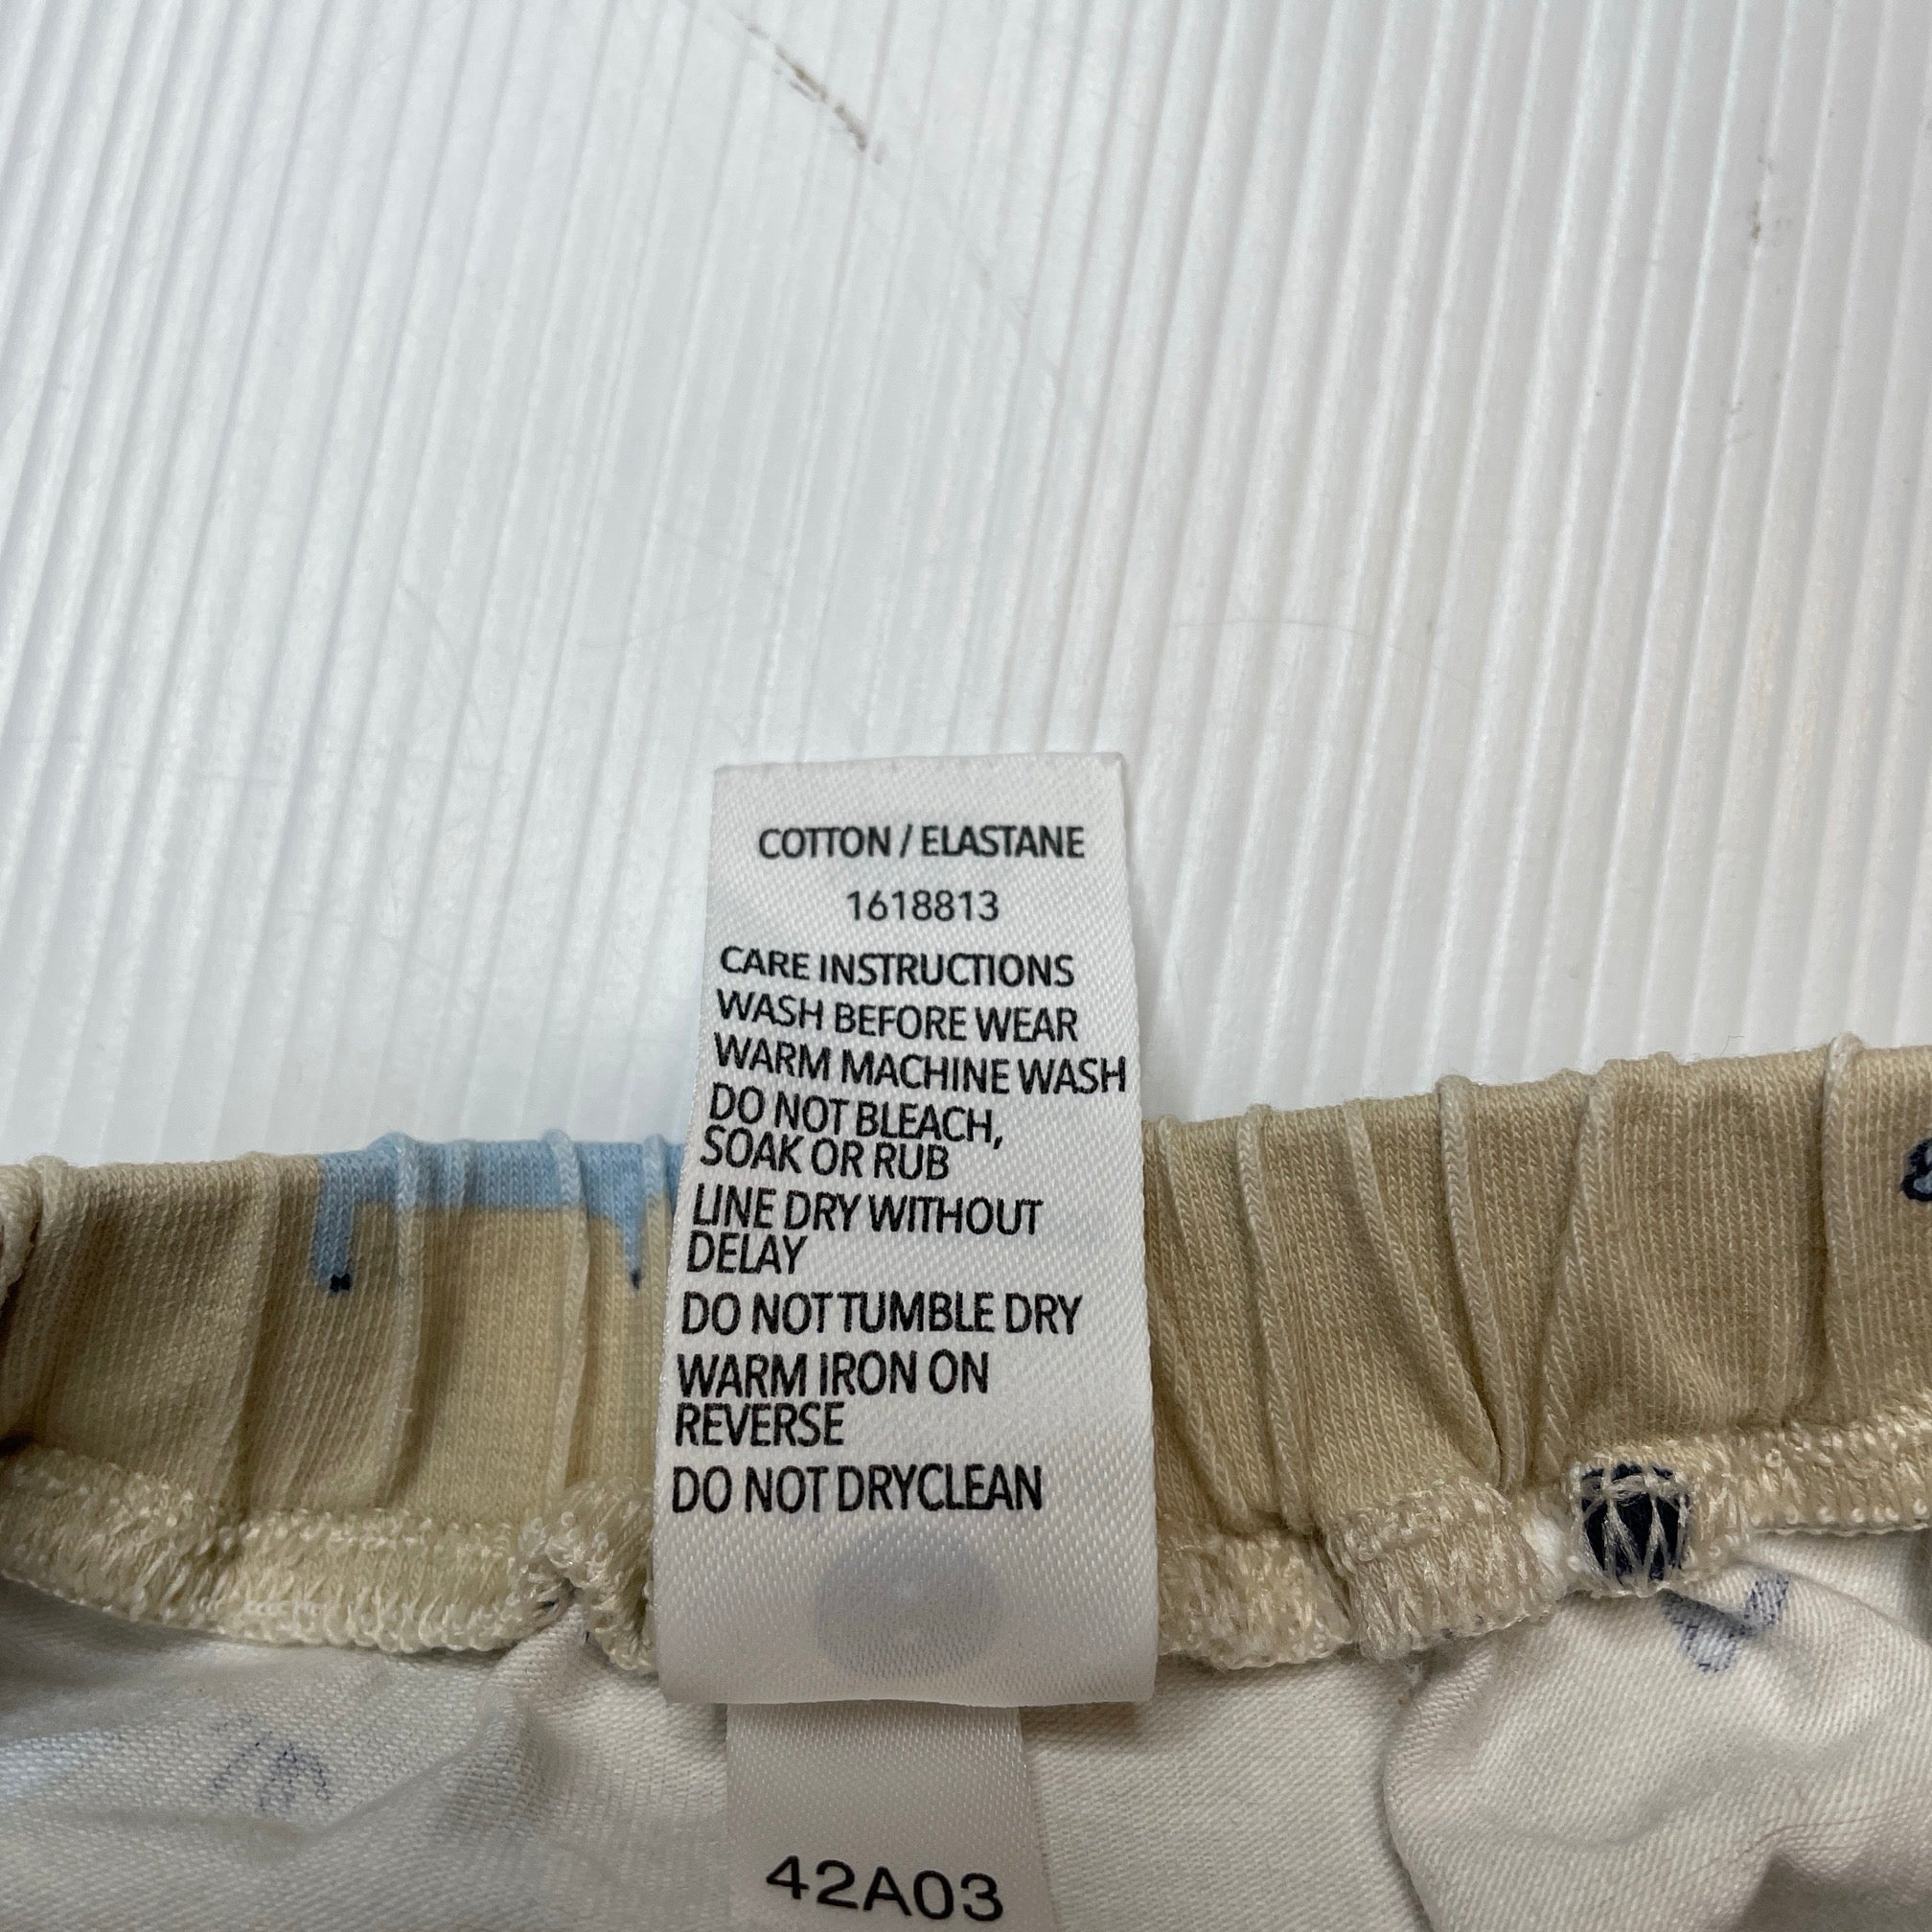 COTTON / ELASTANE
1618813
CARE INSTRUCTIONS
WASH BEFORE WEAR
WARM MACHINE WASH
DO NOT BLEACH,
SOAK OR RUB
LINE DRY WITHOUT
DELAY
DO NOT TUMBLE DRY
WARM IRON ON
REVERSE
DO NOT DRYCLEAN
42A03